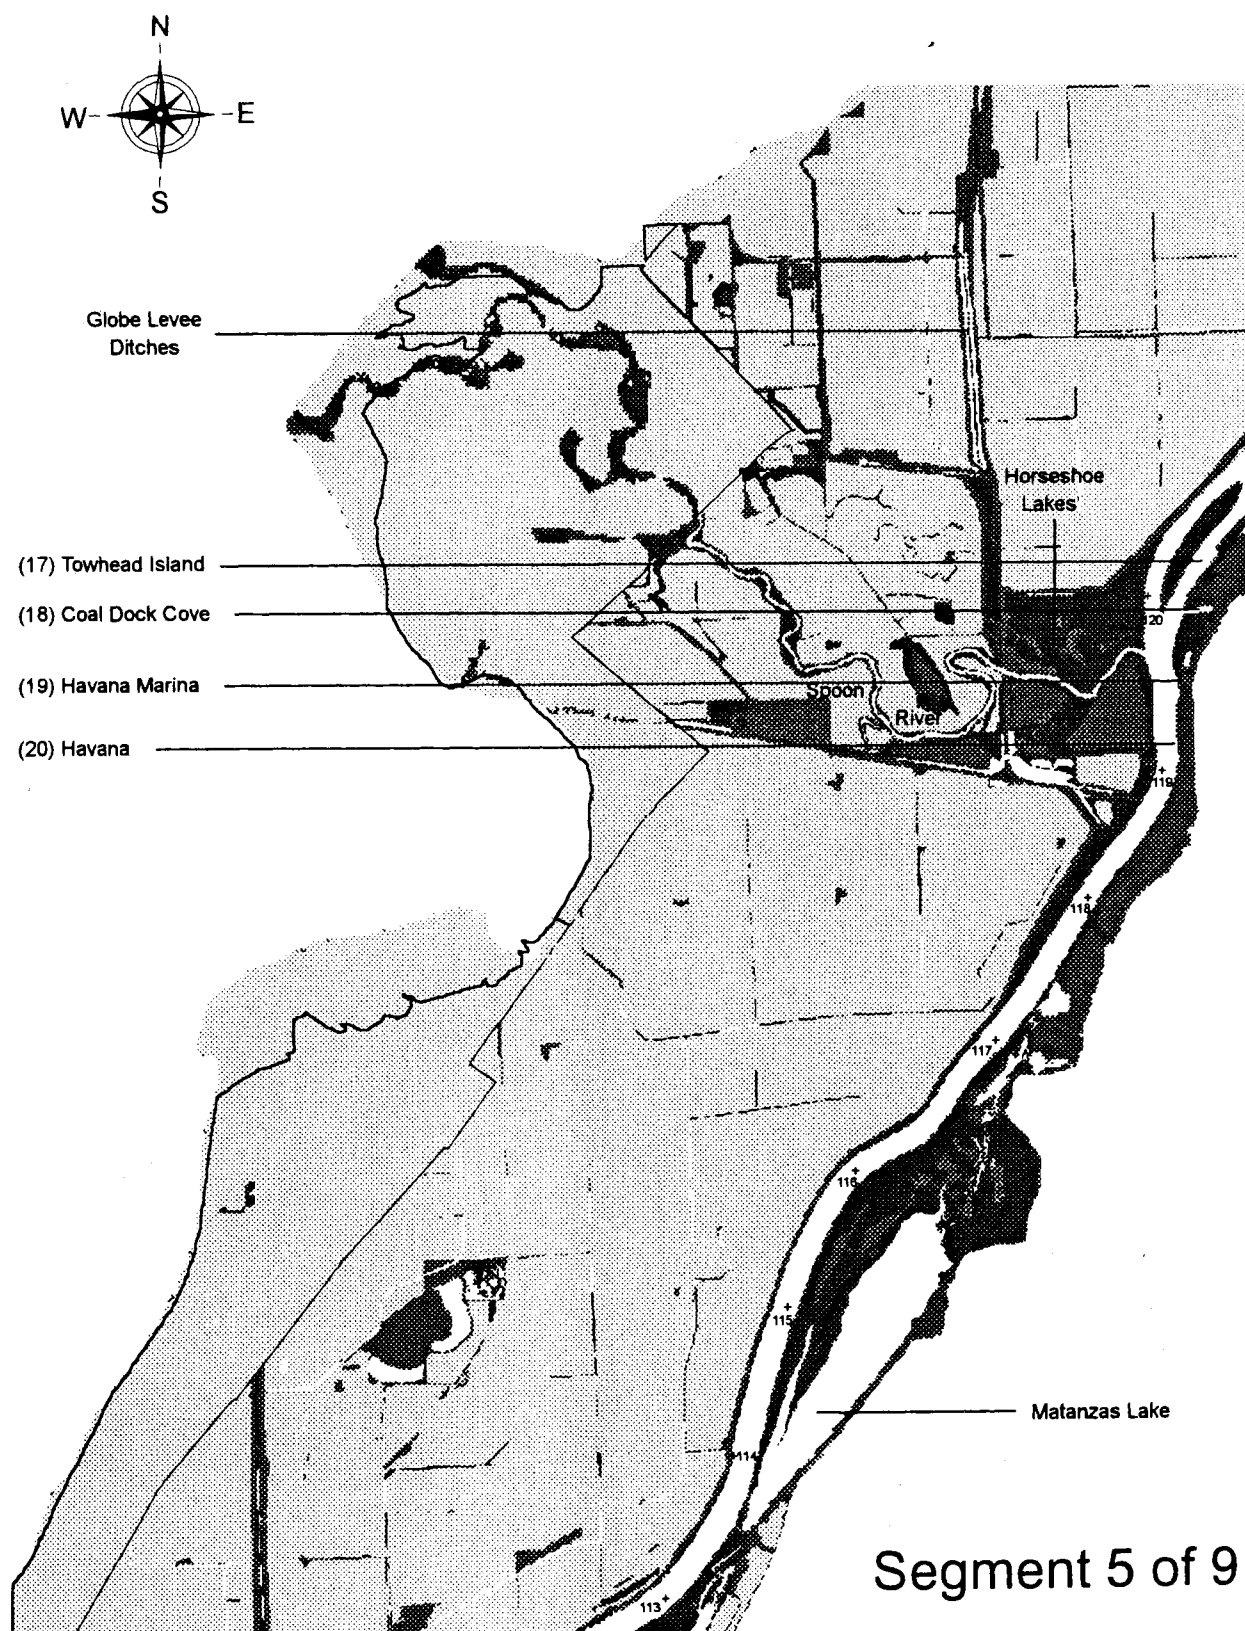 N
W
E
S
Globe Levee
Ditches
Horseshoe
Lakes
(17) Towhead Island
(18) Coal Dock Cove
120
(19) Havana Marina
Spoon
River
(20) Havana
119
118
117
116
115
Matanzas Lake
114
Segment 5 of 9
113